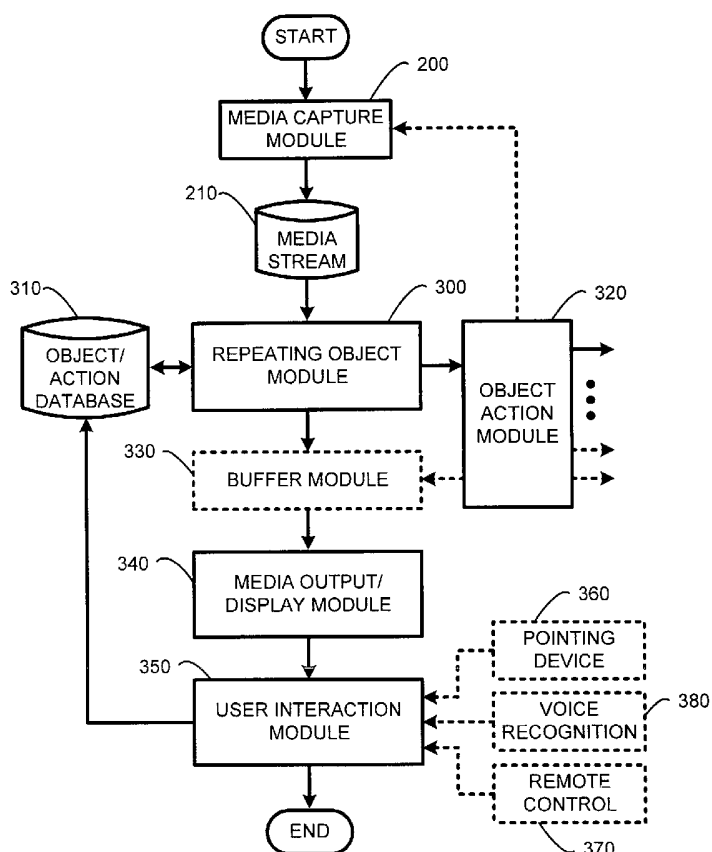 START
200
MEDIA CAPTURE
MODULE
210
MEDIA
STREAM
310
300
320
OBJECT/
ACTION
DATABASE
REPEATING OBJECT
MODULE
OBJECT
ACTION
MODULE
330
BUFFER MODULE
340
MEDIA OUTPUT/
DISPLAY MODULE
360
POINTING
DEVICE
350
USER INTERACTION
MODULE
VOICE
RECOGNITION
380
REMOTE
CONTROL
END
370